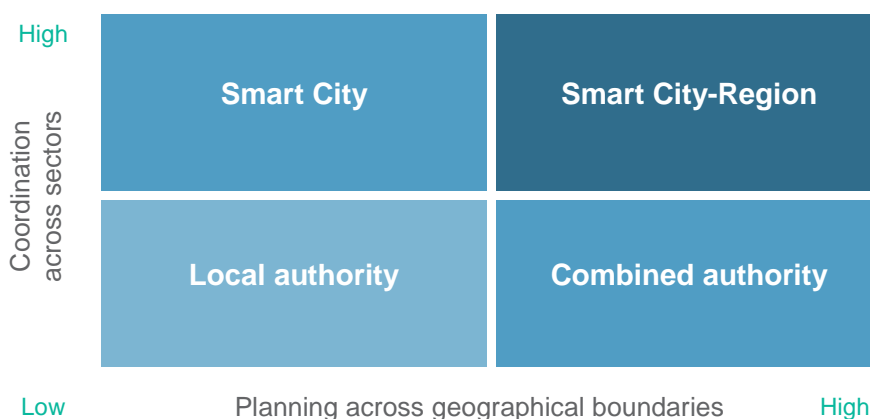 High
Smart City
Smart City-Region
Coordination
across sectors
Local authority
Combined authority
Low
Planning across geographical boundaries
High